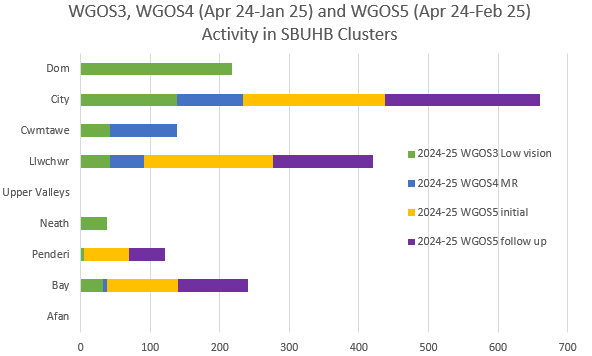 WGOS3, WGOS4 (Apr 24-Jan 25) and WGOS5 (Apr 24-Feb 25)
Activity in SBUHB Clusters
Dom
City
Cwmtawe
Llwchwr
Upper Valleys
Neath
Penderi
Bay
Afan
2024-25 WGOS3 Low vision
2024-25 WGOS4 MR
2024-25 WGOS5 initial
2024-25 WGOS5 follow up
0 100 200 300 400 500 600 700